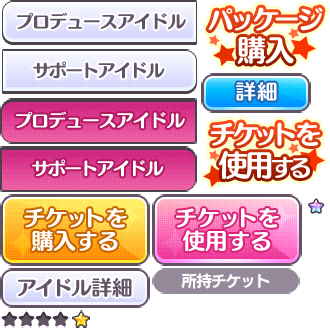 プロデュースアイドル
サポートアイドル
プロデュースアイドル
サポートアイドル
チケットを
購入する
アイドル詳細
パッケージ
購入
詳細
チケットを
使用する
チケットを
使用する
所持チケット